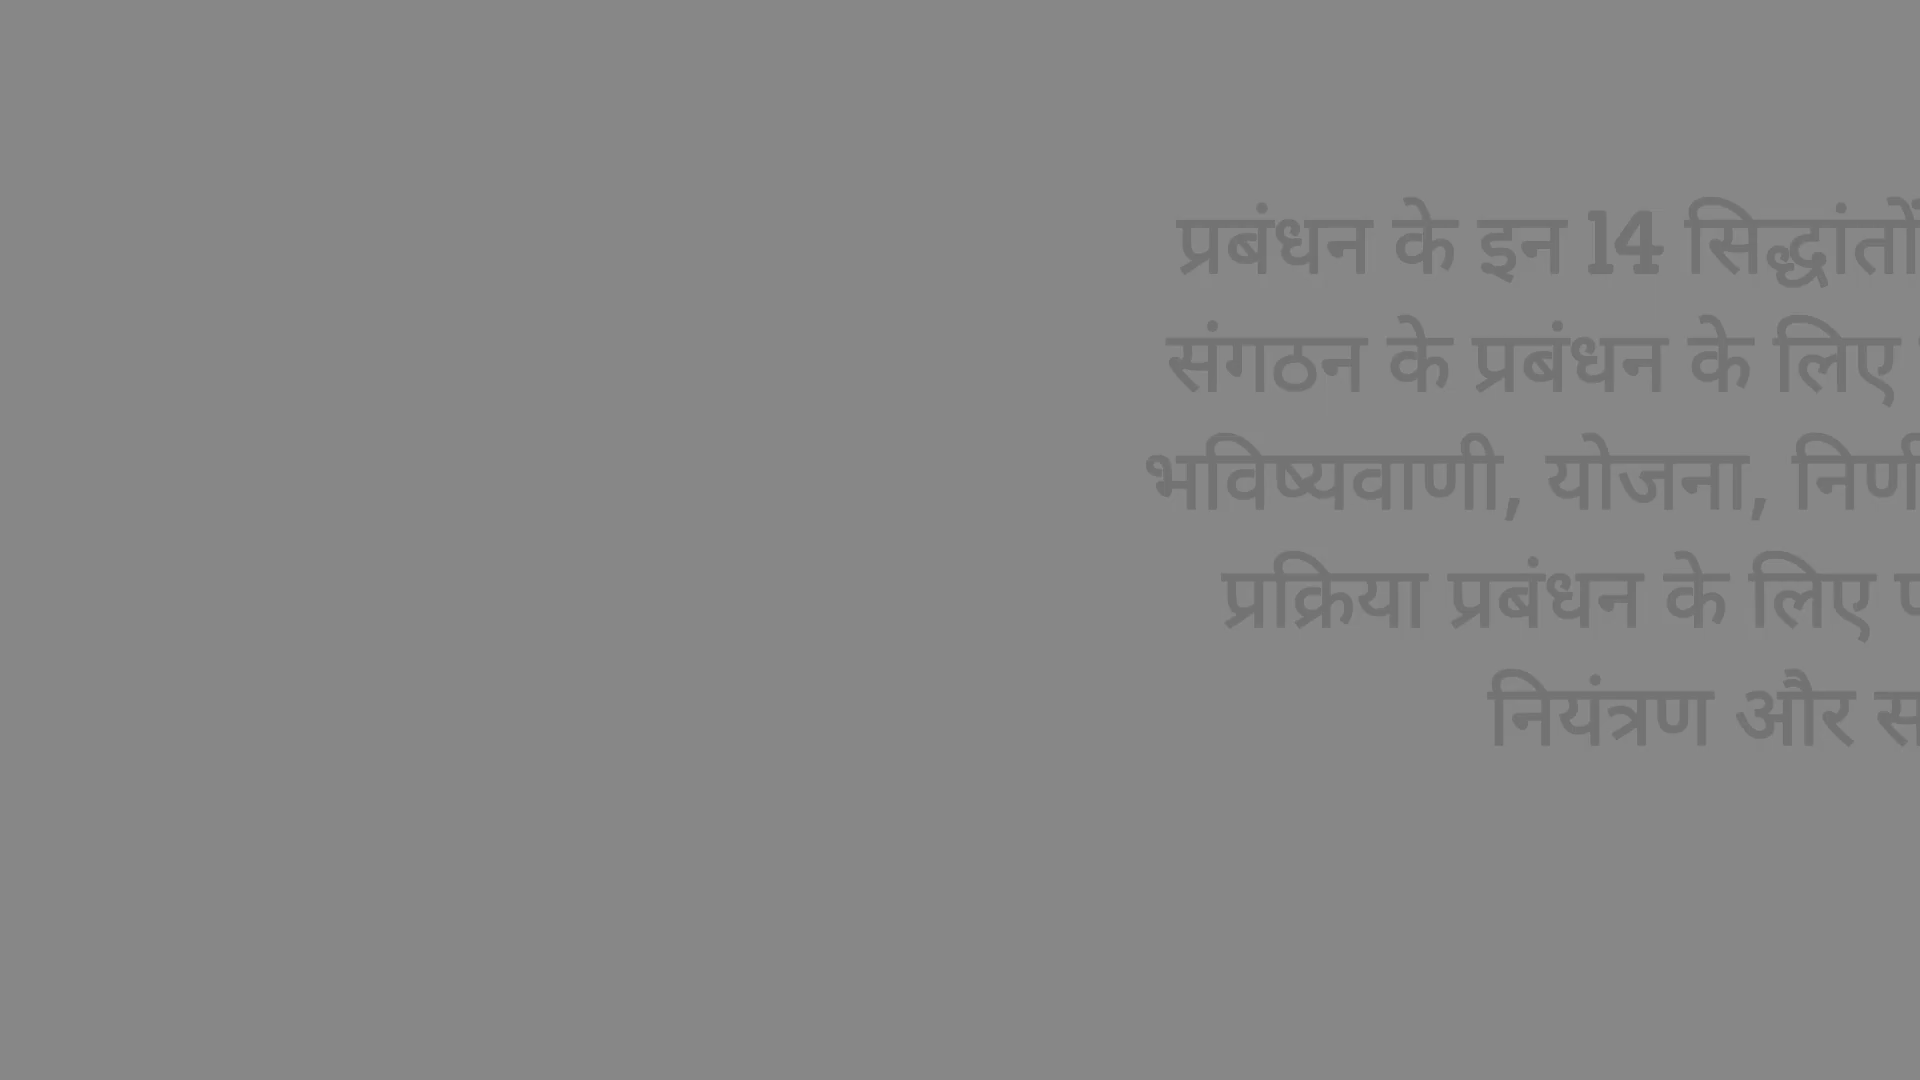 प्रबंधन के इन 14 सिद्धांतों
संगठन के प्रबंधन के लिए
भविष्यवाणी, योजना,
प्रक्रिया प्रबंधन के लिए
नियंत्रण और